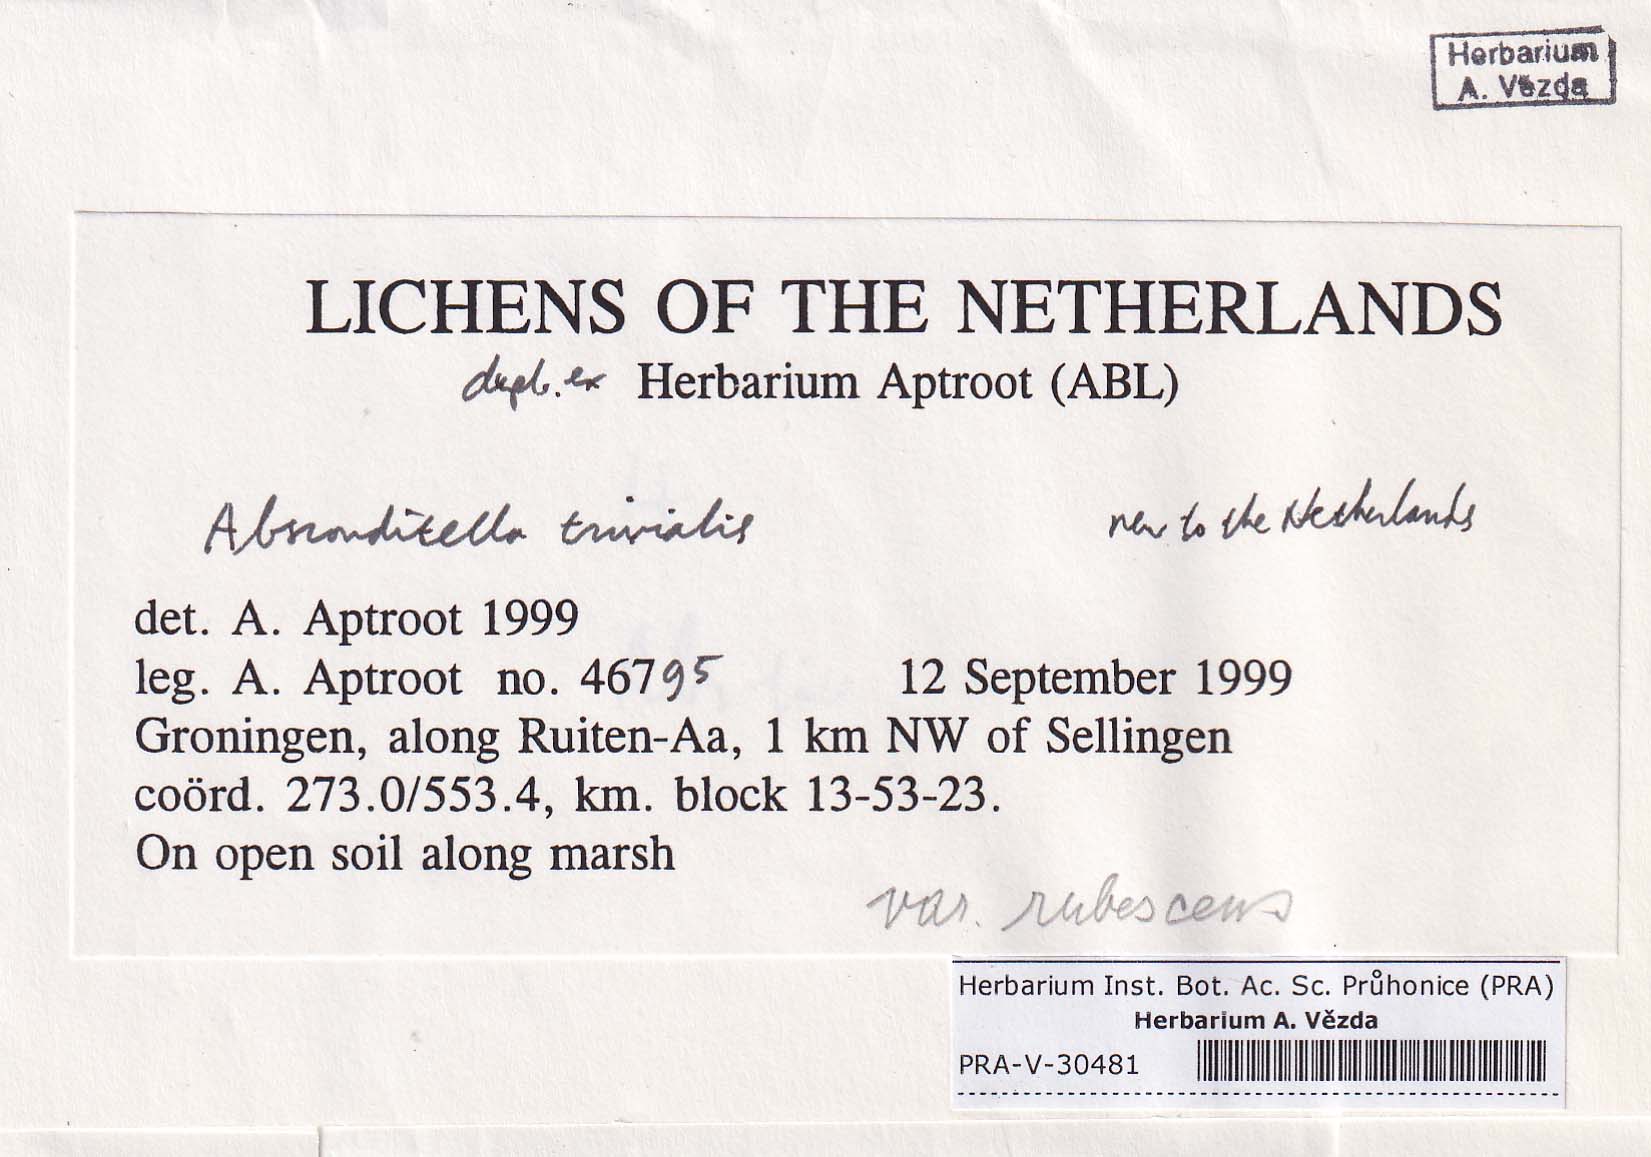 Herbarium
A. Vězda
LICHENS OF THE NETHERLANDS
dupl. ex Herbarium Aptroot (ABL)
Absconditella trivialis new to the Netherlands
det. A. Aptroot 1999
leg. A. Aptroot no. 46795 12 September 1999
Groningen, along Ruiten-Aa, 1 km NW of Sellingen
coörd. 273.0/553.4, km. block 13-53-23.
On open soil along marsh
var. rubescens
Herbarium Inst. Bot. Ac. Sc. Průhonice (PRA)
Herbarium A. Vězda
PRA-V-30481